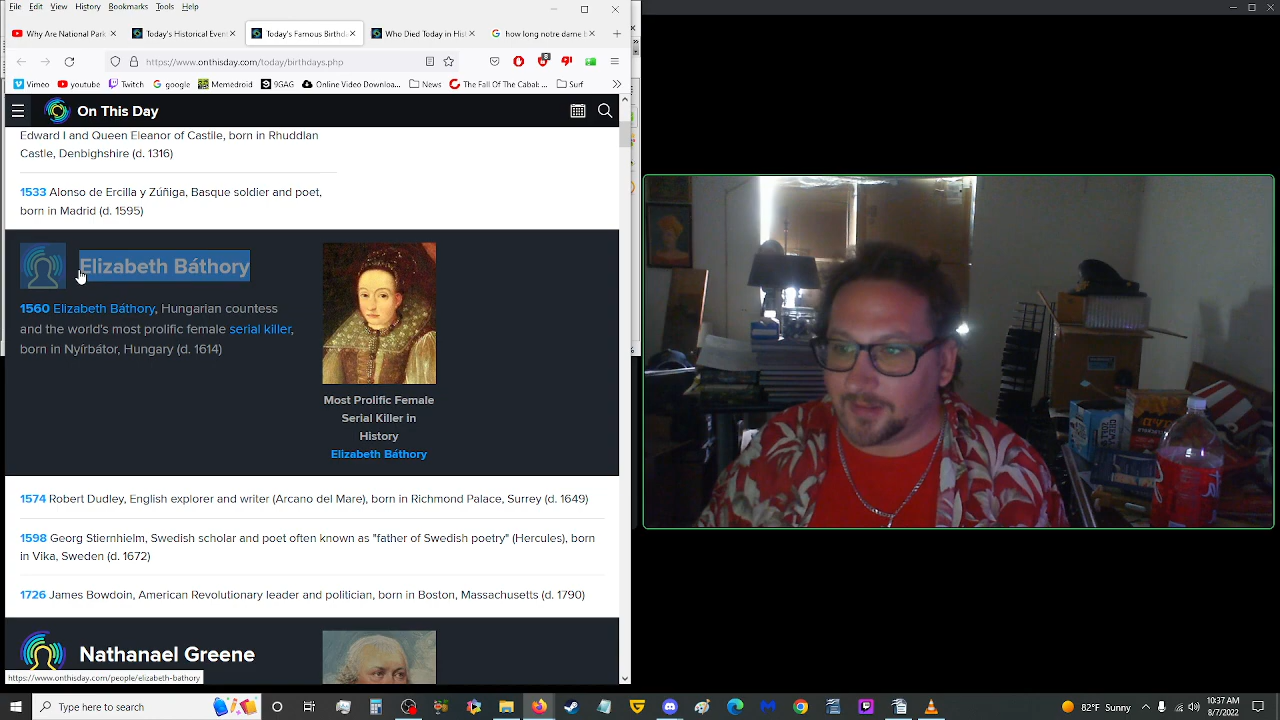 File Edit View History Bookmarks Tools Help
Why Are National Park
Today's Historical Event
Today's Famous Birthda
Who Died Today in Hist
how long notre dame b
https://www.onthisday.com/today/birthdays.php
Vimeo youtube Twitch google Memedroid 9GAG Online Video Downloa... News The Fall Of The Cabal ... Surf
On This Day
Edward I and Queen Eleanor of Castile, born in Rhuddlan
Castle, Denbighshire (d. 1316)
1533 Alonso de Ercilla y Zúñiga, Basque soldier and poet,
born in Madrid (d. 1595)
Elizabeth Báthory
1560 Elizabeth Báthory, Hungarian countess
and the world's most prolific female serial killer,
born in Nyírbátor, Hungary (d. 1614)
Most Prolific Female
Serial Killer in
History
Elizabeth Báthory
1574 Robert Dudley, English explorer and writer (Arcano del Mare), born in Richmond Palace, Surrey (d. 1649)
1598 Georg Stiernhielm, Swedish scholar and poet often known as "father of Swedish poetry" (Hercules), born
in Vika, Sweden (d. 1672)
1726 James Bowdoin, American Revolutionary leader and politician, born in Boston, Massachusetts (d. 1790)
Nathanael Greene
https://www.onthisday.com/people/elizabeth-bathory
Type here to search
82°F Sunny
10:37 AM
8/7/2022